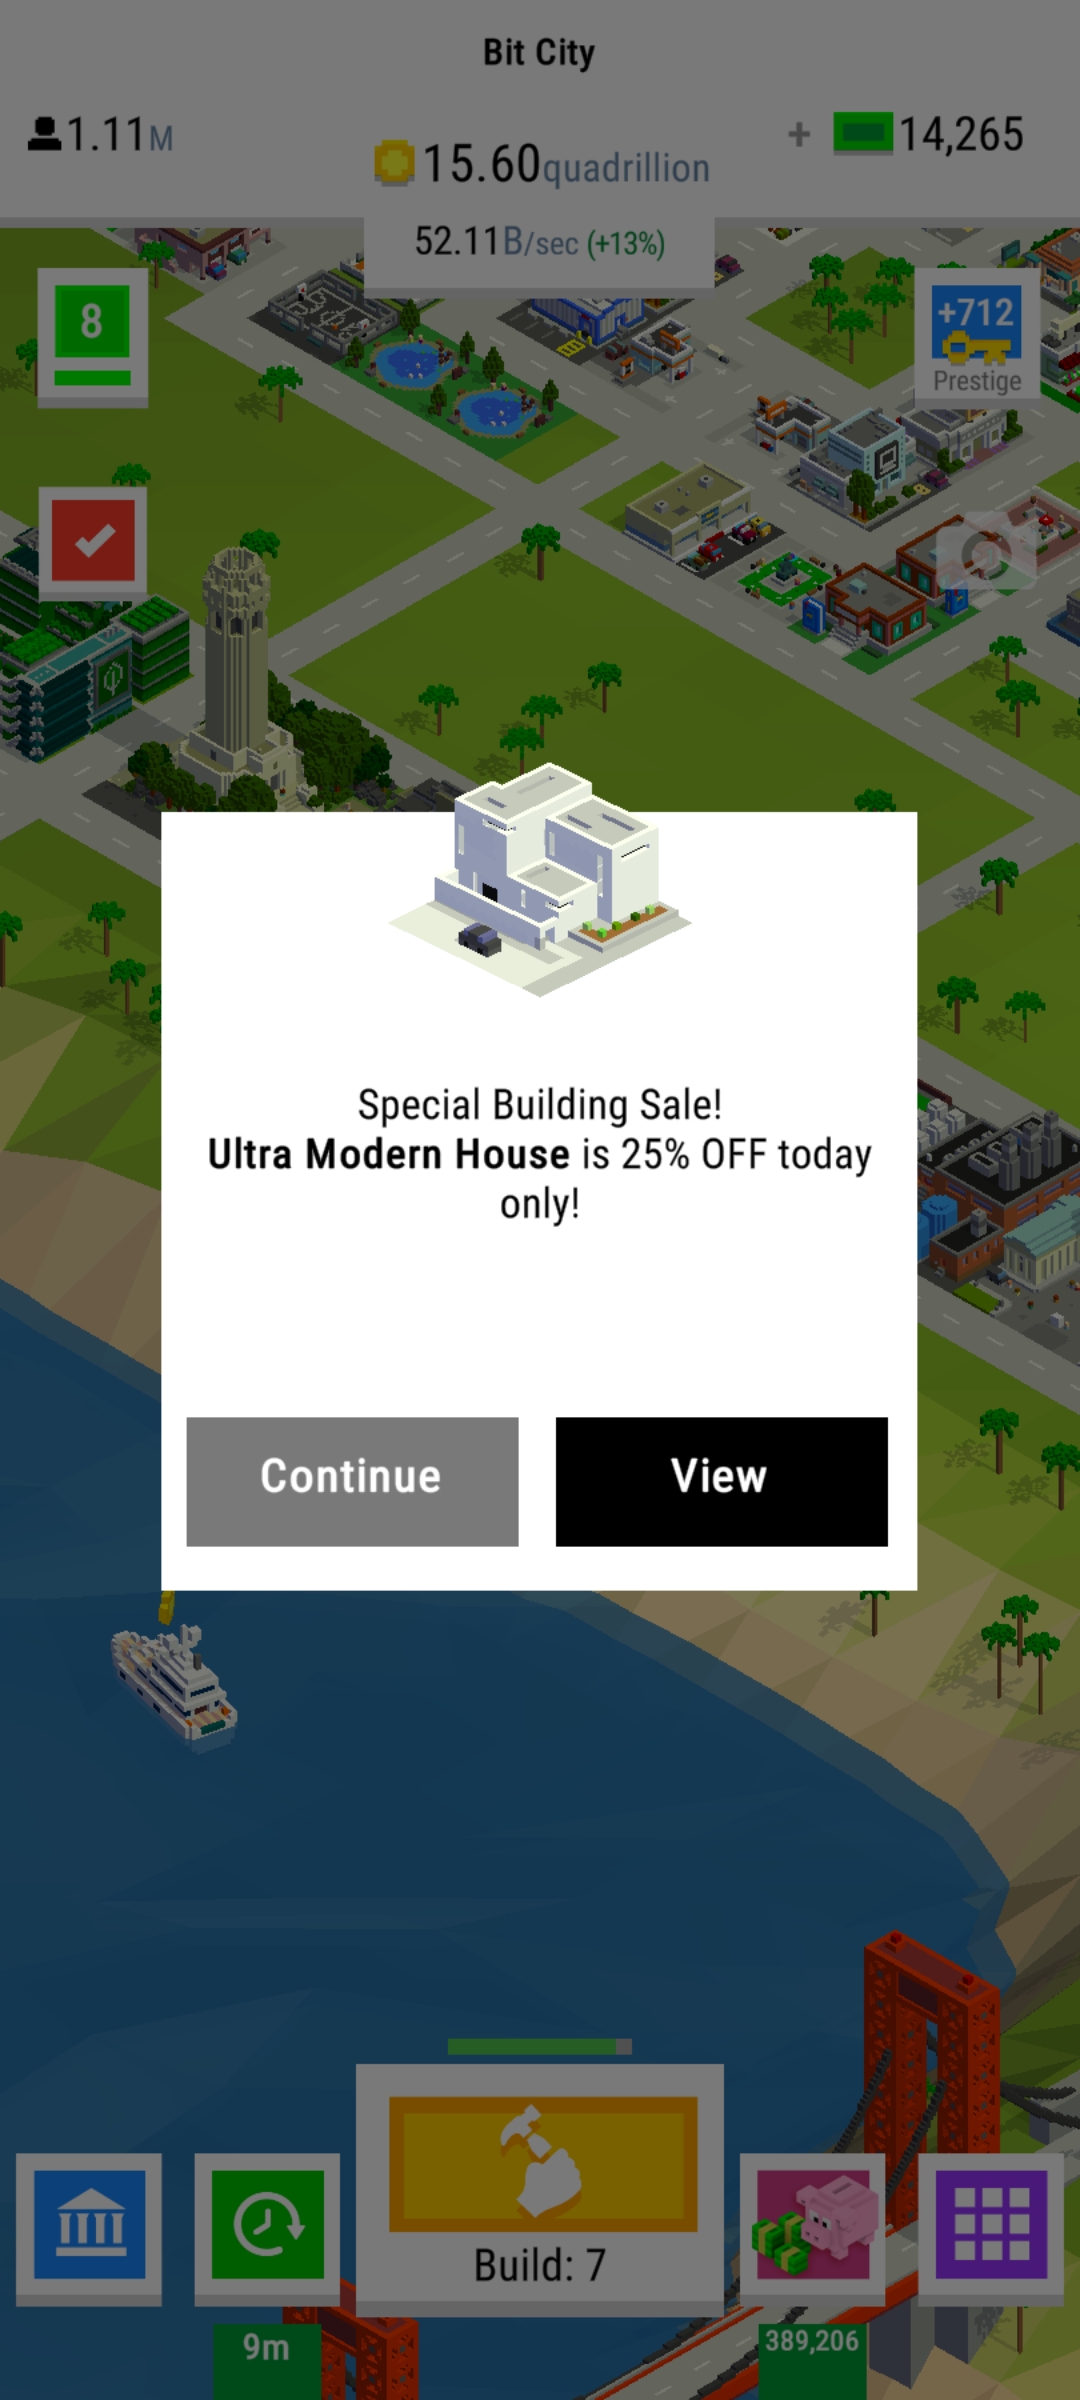 Bit City
1.11M
15.60quadrillion
+ 14,265
52.11B/sec (+13%)
8
+712
Prestige
Special Building Sale!
Ultra Modern House is 25% OFF today
only!
Continue
View
Build: 7
9m
389,206